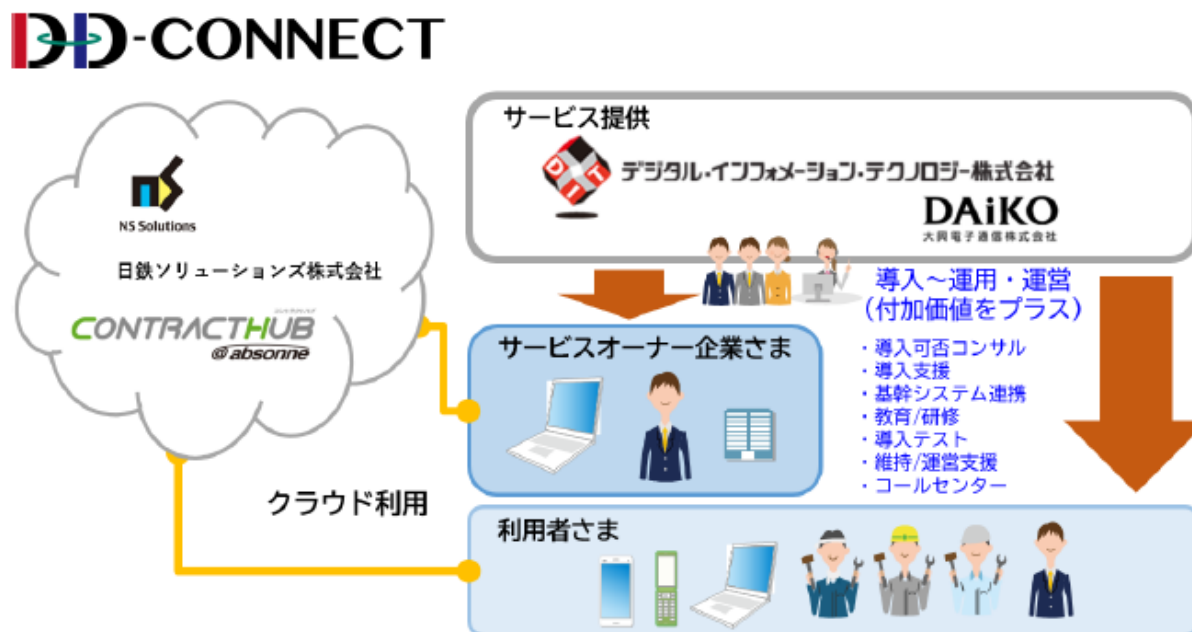 DD-CONNECT
サービス提供
DIT
デジタル・インフォメーション・テクノロジー株式会社
DAiKO
大興電子通信株式会社
NS Solutions
日鉄ソリューションズ株式会社
CONTRACTHUB
@absonne
導入～運用・運営
(付加価値をプラス)
サービスオーナー企業さま
・導入可否コンサル
・導入支援
・基幹システム連携
・教育/研修
・導入テスト
・維持/運営支援
・コールセンター
クラウド利用
利用者さま